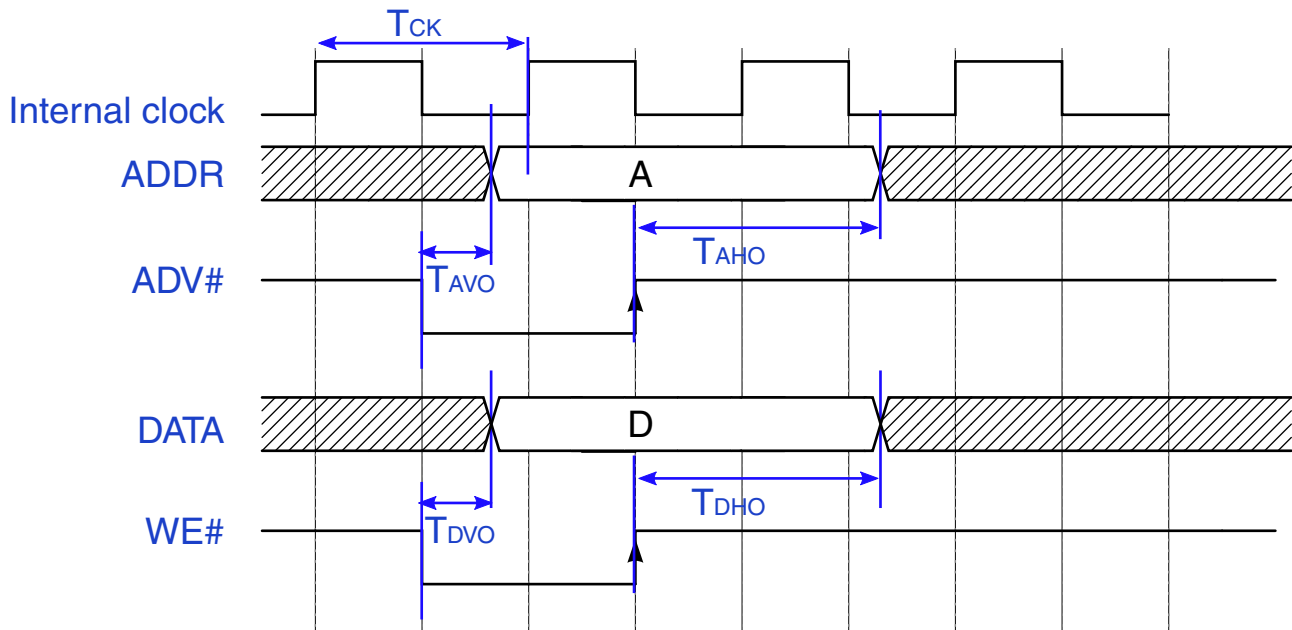 TCK
Internal clock
ADDR
A
TAHO
TAVO
ADV#
DATA
D
TDHO
TDVO
WE#